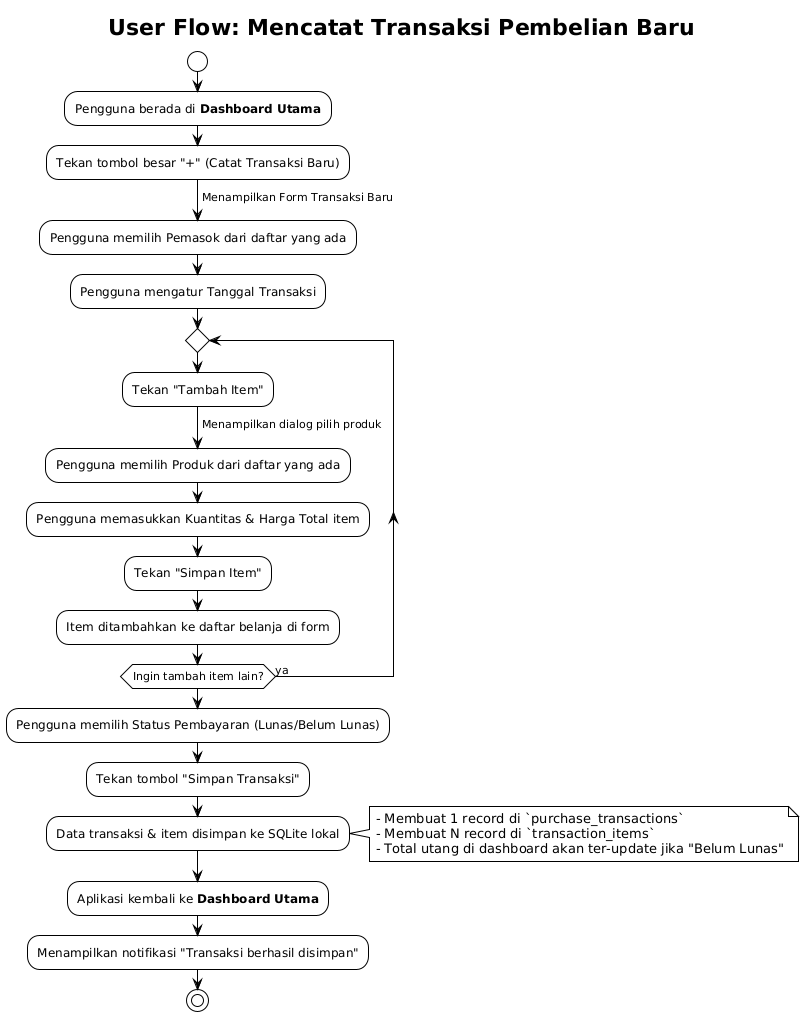 User Flow: Mencatat Transaksi Pembelian Baru
Pengguna berada di Dashboard Utama
Tekan tombol besar "+" (Catat Transaksi Baru)
Menampilkan Form Transaksi Baru
Pengguna memilih Pemasok dari daftar yang ada
Pengguna mengatur Tanggal Transaksi
Tekan "Tambah Item"
Menampilkan dialog pilih produk
Pengguna memilih Produk dari daftar yang ada
Pengguna memasukkan Kuantitas & Harga Total item
Tekan "Simpan Item"
Item ditambahkan ke daftar belanja di form
Ingin tambah item lain?
ya
Pengguna memilih Status Pembayaran (Lunas/Belum Lunas)
Tekan tombol "Simpan Transaksi"
Data transaksi & item disimpan ke SQLite lokal
- Membuat 1 record di `purchase_transactions`
- Membuat N record di `transaction_items`
- Total utang di dashboard akan ter-update jika "Belum Lunas"
Aplikasi kembali ke Dashboard Utama
Menampilkan notifikasi "Transaksi berhasil disimpan"